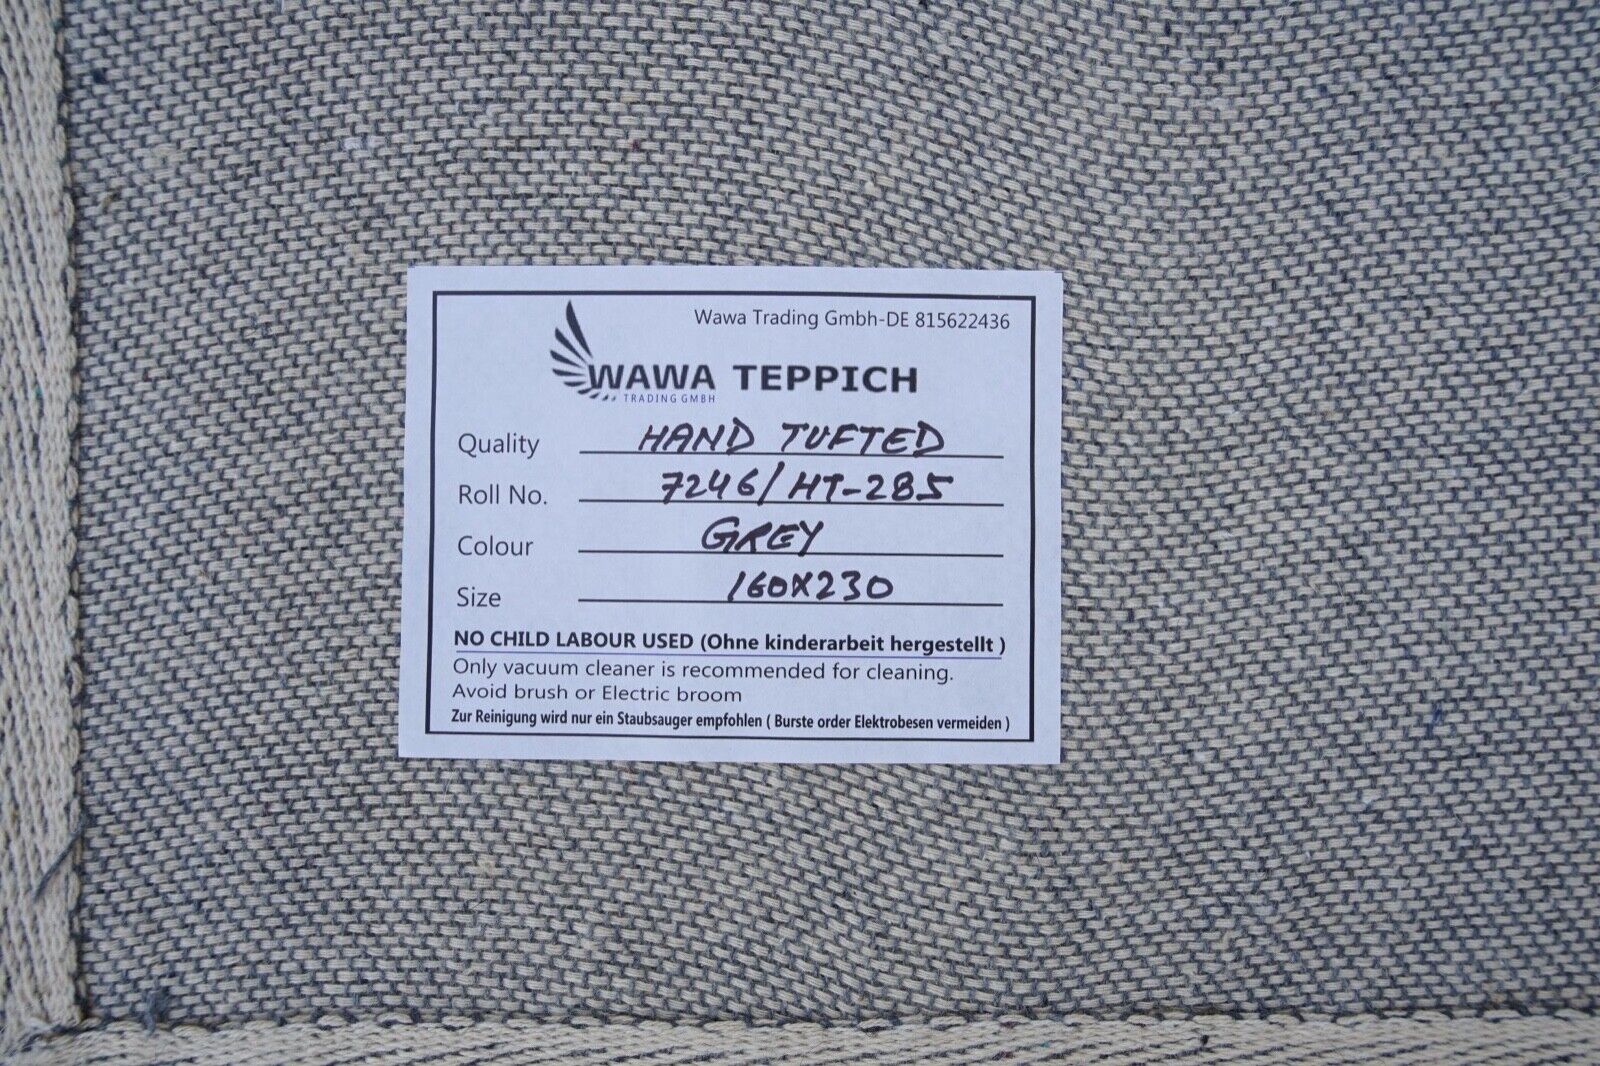 Wawa Trading Gmbh-DE 815622436
WAWA TEPPICH
TRADING GMBH
Quality HAND TUFTED
Roll No. 7246/HT-285
Colour GREY
Size 160X230
NO CHILD LABOUR USED (Ohne kinderarbeit hergestellt )
Only vacuum cleaner is recommended for cleaning.
Avoid brush or Electric broom
Zur Reinigung wird nur ein Staubsauger empfohlen ( Burste order Elektrobesen vermeiden )